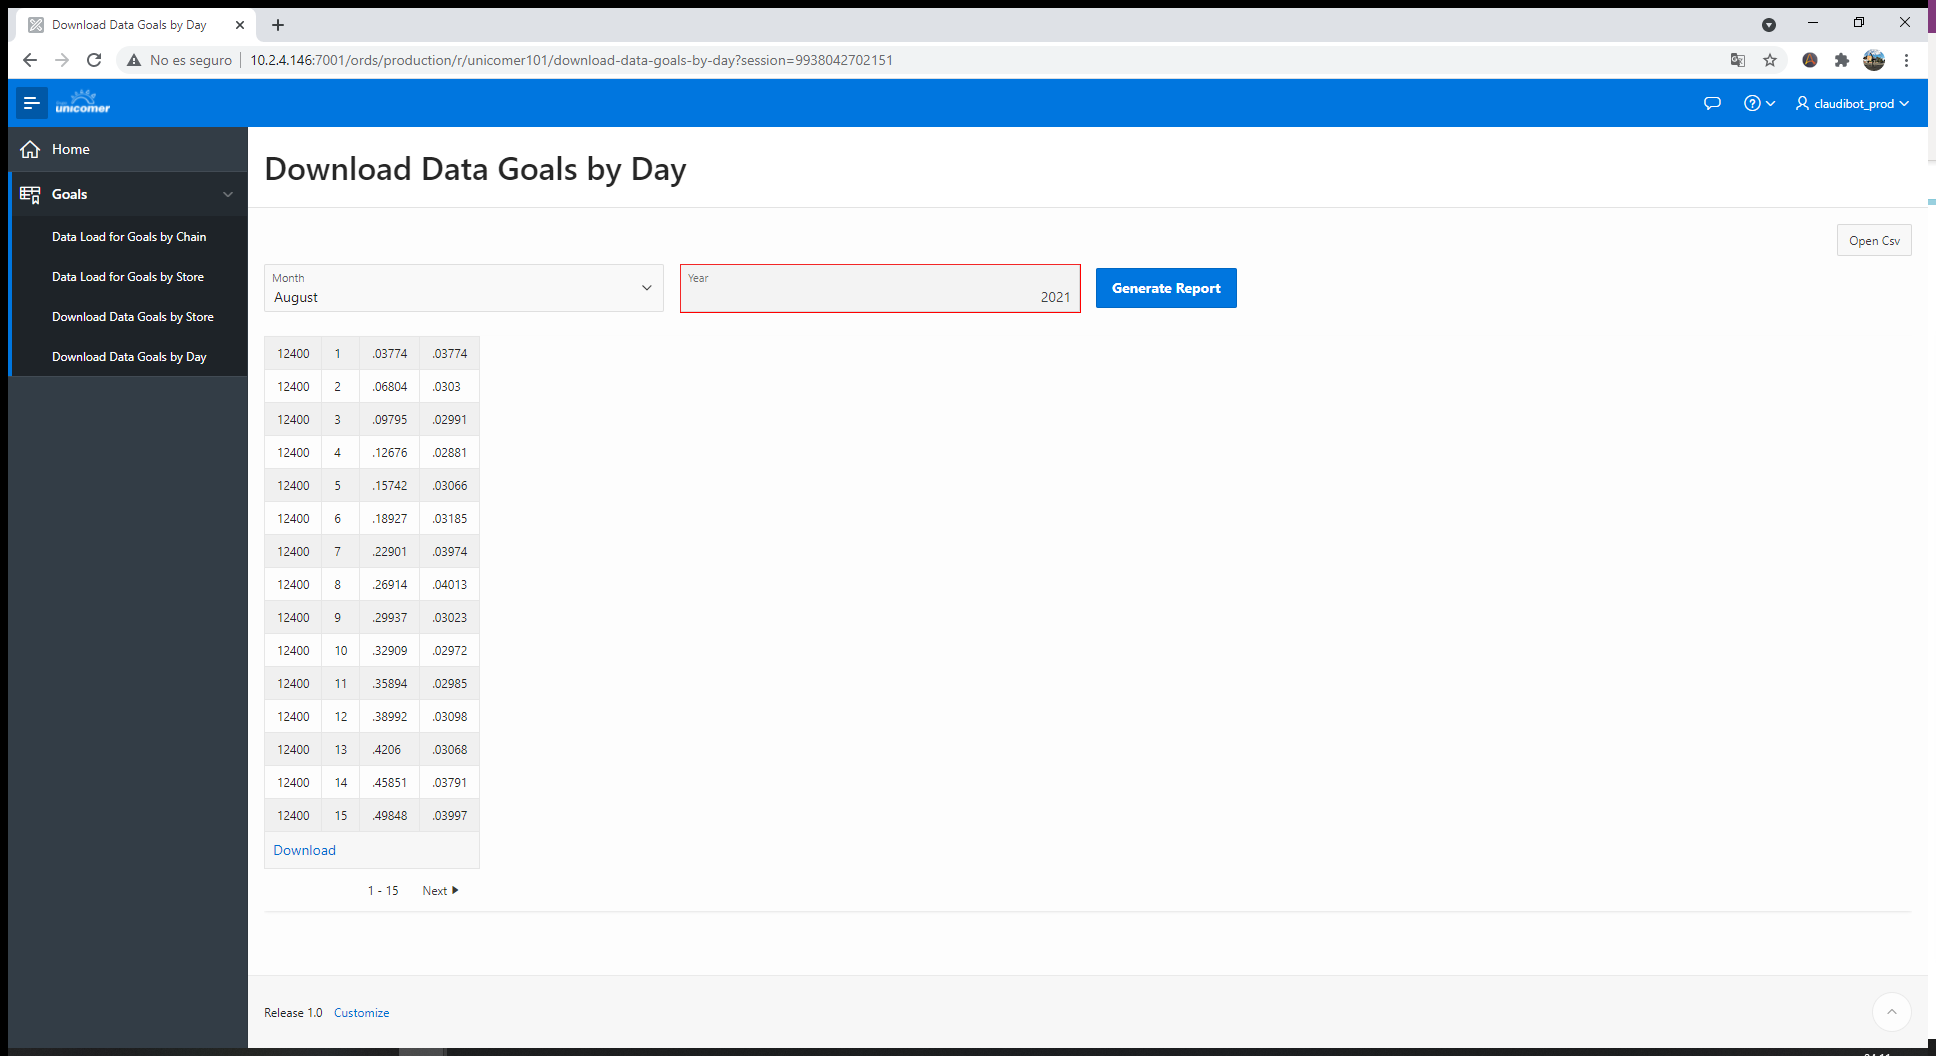 Download Data Goals by Day
No es seguro
10.2.4.146:7001/ords/production/r/unicomer101/download-data-goals-by-day?session=9938042702151
unicomer
claudibot_prod
Home
Goals
Data Load for Goals by Chain
Data Load for Goals by Store
Download Data Goals by Store
Download Data Goals by Day
Download Data Goals by Day
Open Csv
Month
August
Year
2021
Generate Report
12400 1 .03774 .03774
12400 2 .06804 .0303
12400 3 .09795 .02991
12400 4 .12676 .02881
12400 5 .15742 .03066
12400 6 .18927 .03185
12400 7 .22901 .03974
12400 8 .26914 .04013
12400 9 .29937 .03023
12400 10 .32909 .02972
12400 11 .35894 .02985
12400 12 .38992 .03098
12400 13 .4206 .03068
12400 14 .45851 .03791
12400 15 .49848 .03997
Download
1 - 15 Next
Release 1.0 Customize